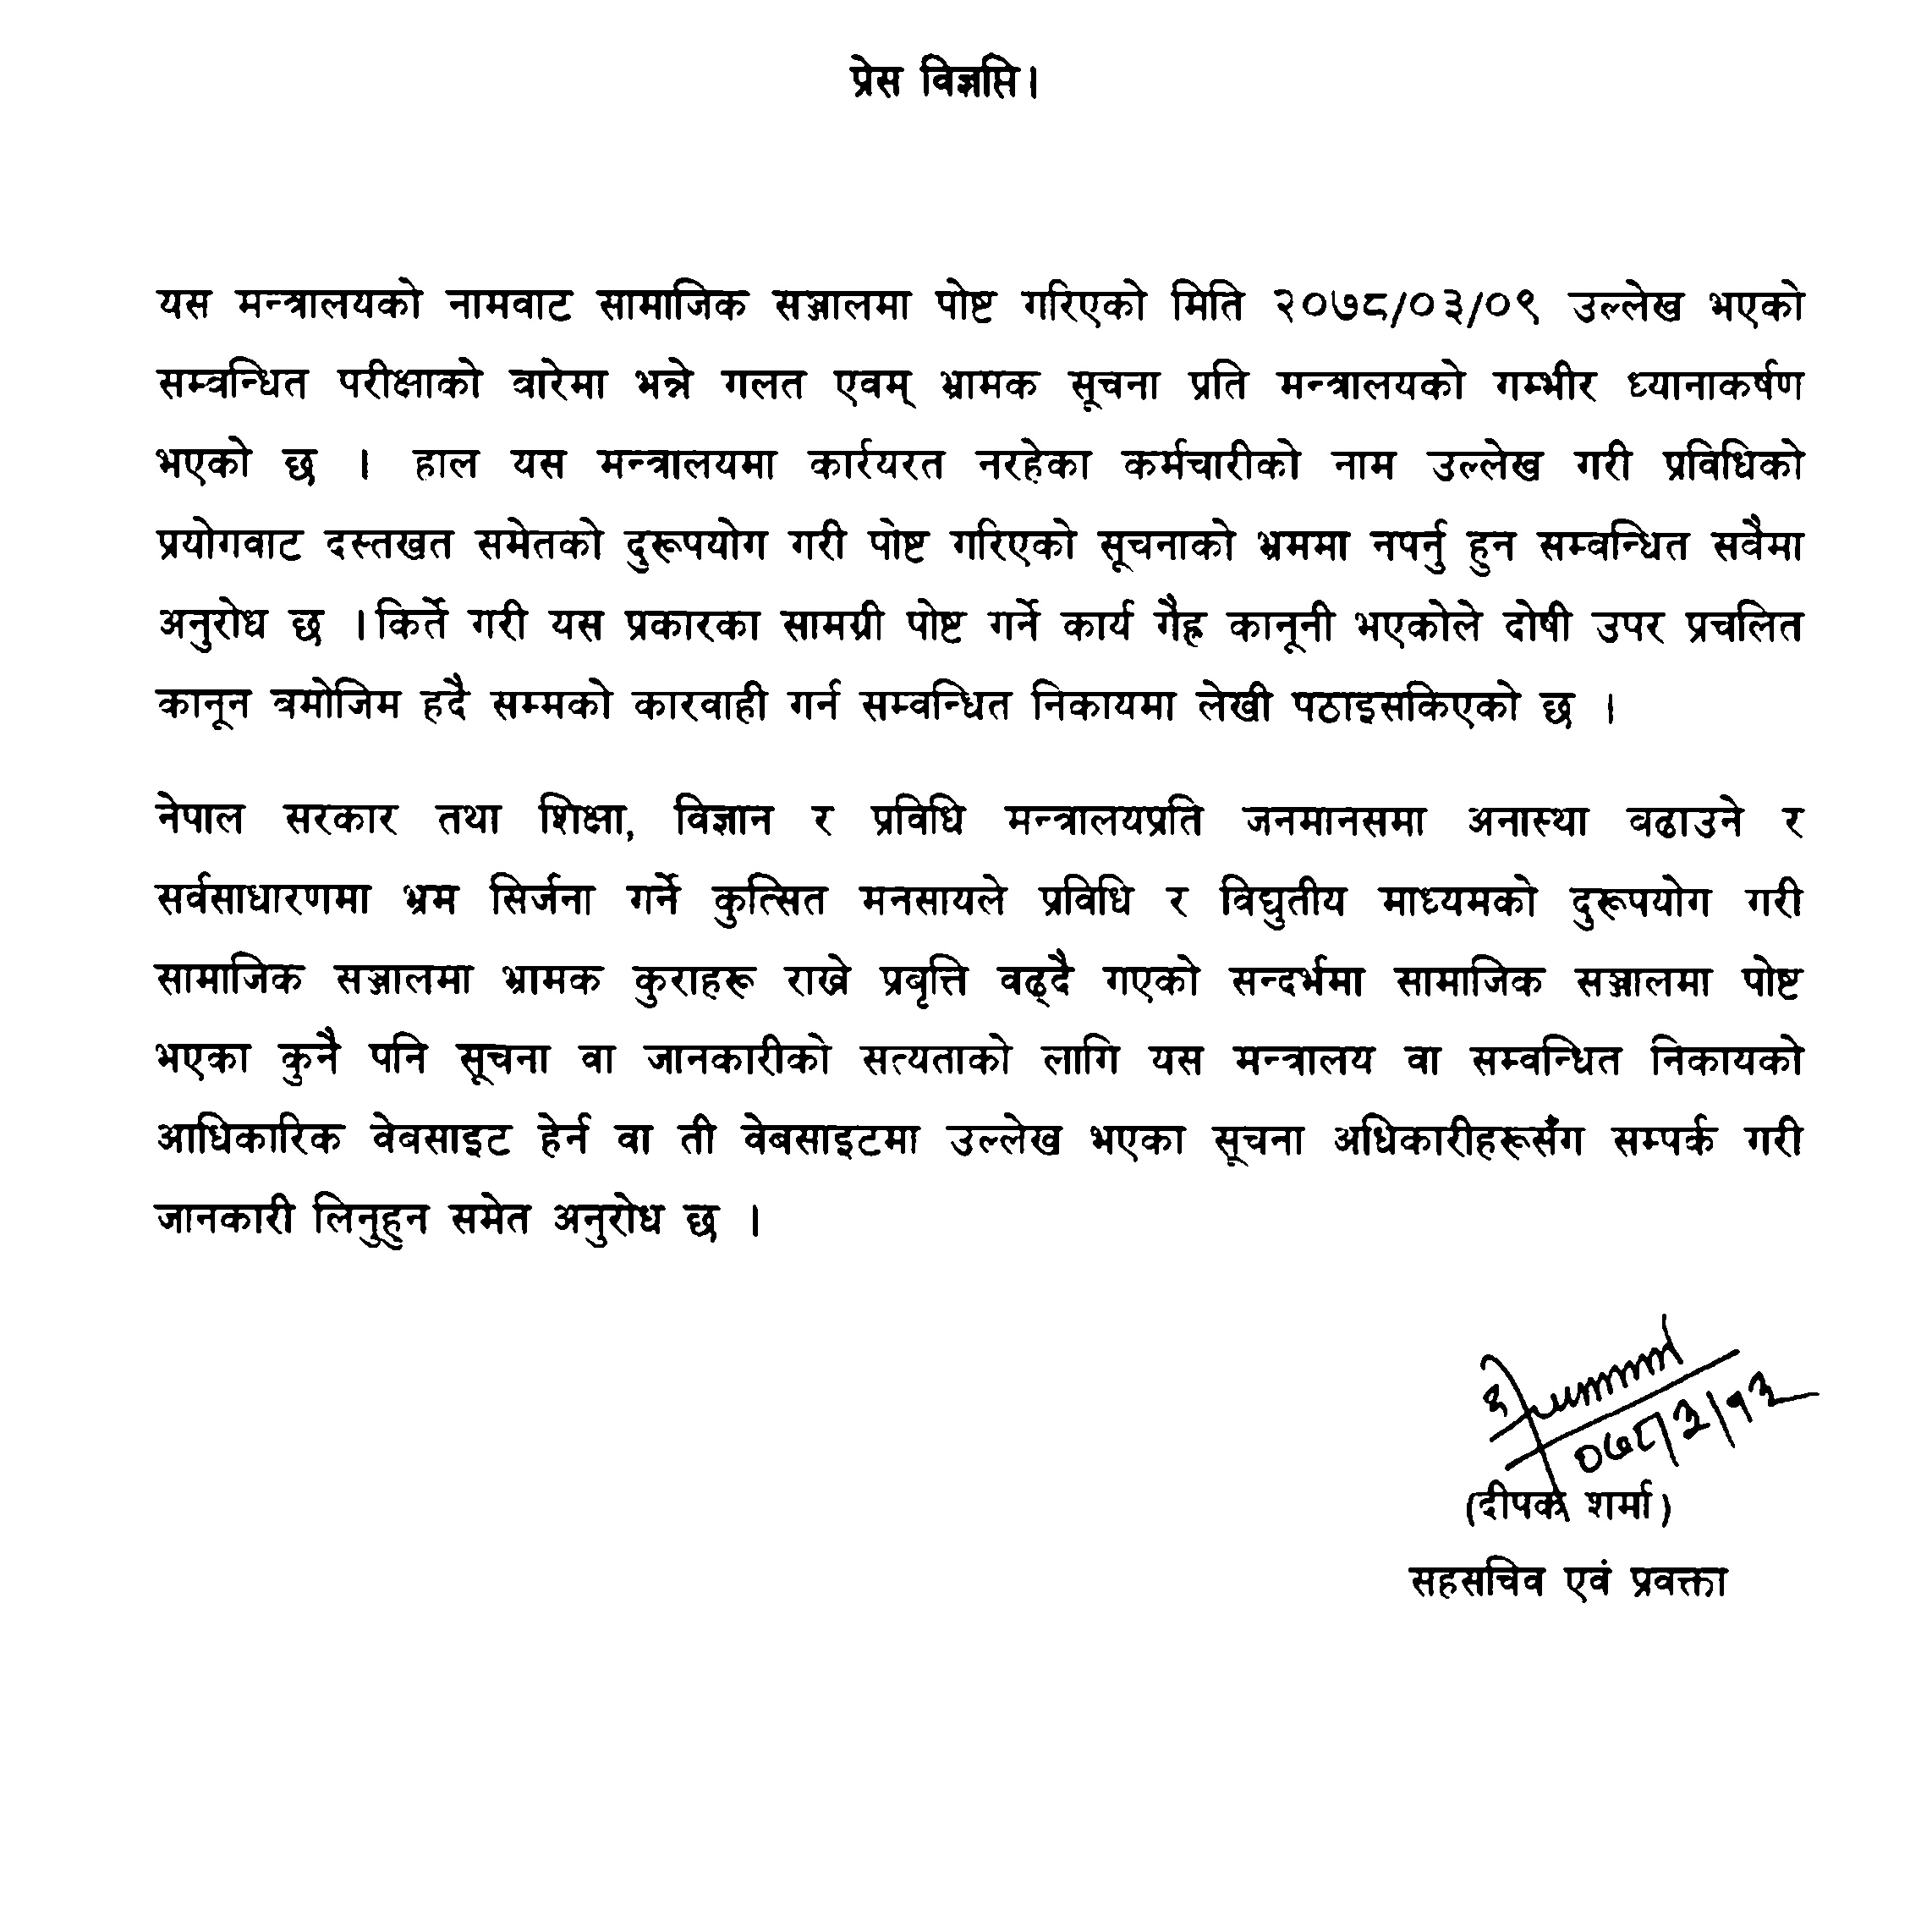 प्रेस विज्ञप्ति।
यस मन्त्रालयको नामवाट सामाजिक सञ्जालमा पोष्ट गरिएको मिति २०७८/०३/०९ उल्लेख भएको
सम्वन्धित परीक्षाको वारेमा भन्ने गलत एवम् भ्रामक सूचना प्रति मन्त्रालयको गम्भीर ध्यानाकर्षण
भएको छ । हाल यस मन्त्रालयमा कार्रयरत नरहेका कर्मचारीको नाम उल्लेख गरी प्रविधिको
प्रयोगवाट दस्तखत समेतको दुरूपयोग गरी पोष्ट गरिएको सूचनाको भ्रममा नपर्नु हुन सम्वन्धित सवैमा
अनुरोध छ ।किर्ते गरी यस प्रकारका सामग्री पोष्ट गर्ने कार्य गैह्र कानूनी भएकोले दोषी उपर प्रचलित
कानून वमोजिम हदै सम्मको कारवाही गर्न सम्वन्धित निकायमा लेखी पठाइसकिएको छ ।
नेपाल सरकार तथा शिक्षा, विज्ञान र प्रविधि मन्त्रालयप्रति जनमानसमा अनास्था वढाउने र
सर्वसाधारणमा भ्रम सिर्जना गर्ने कुत्सित मनसायले प्रविधि र विद्युतीय माध्यमको दुरूपयोग गरी
सामाजिक सञ्जालमा भ्रामक कुराहरू राख्ने प्रबृत्ति वढ्दै गएको सन्दर्भमा सामाजिक सञ्जालमा पोष्ट
भएका कुनै पनि सूचना वा जानकारीको सत्यताको लागि यस मन्त्रालय वा सम्वन्धित निकायको
आधिकारिक वेबसाइट हेर्न वा ती वेबसाइटमा उल्लेख भएका सूचना अधिकारीहरूसँग सम्पर्क गरी
जानकारी लिनुहुन समेत अनुरोध छ ।
०७८/३/१३
(दीपक शर्मा)
सहसचिव एवं प्रवक्ता